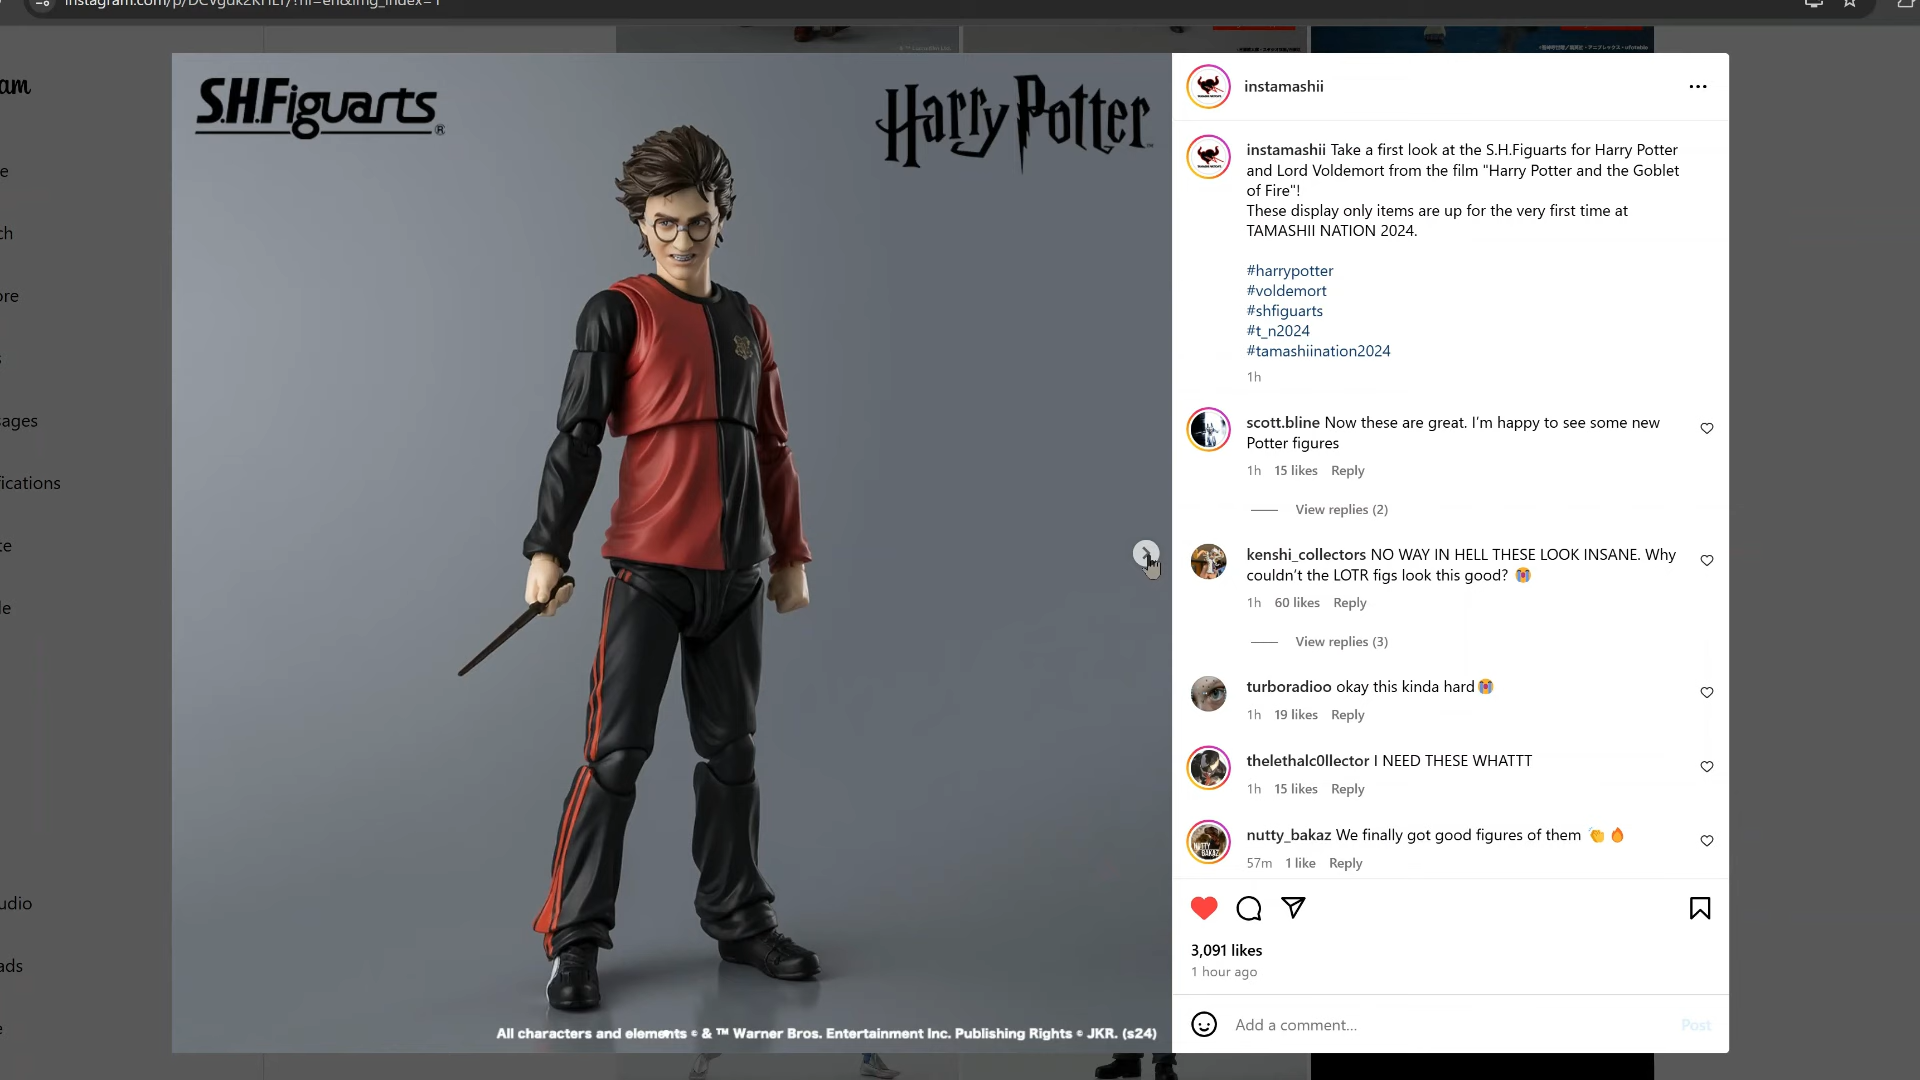 instagram.com/p/
am
instamashii
S.H.Figuarts®
Harry Potter™
instamashii Take a first look at the S.H.Figuarts for Harry Potter
and Lord Voldemort from the film "Harry Potter and the Goblet
of Fire"!
These display only items are up for the very first time at
TAMASHII NATION 2024.
#harrypotter
#voldemort
#shfiguarts
#t_n2024
#tamashiination2024
1h
scott.bline Now these are great. I'm happy to see some new
Potter figures
1h 15 likes Reply
View replies (2)
kenshi_collectors NO WAY IN HELL THESE LOOK INSANE. Why
couldn't the LOTR figs look this good? 😭
1h 60 likes Reply
View replies (3)
turboradioo okay this kinda hard😭
1h 19 likes Reply
thelethalc0llector I NEED THESE WHATTT
1h 15 likes Reply
nutty_bakaz We finally got good figures of them 👏🔥
57m 1 like Reply
3,091 likes
1 hour ago
Add a comment...
Post
All characters and elements © & ™ Warner Bros. Entertainment Inc. Publishing Rights © JKR. (s24)
e
ch
ore
s
sages
ications
te
le
udio
ads
e